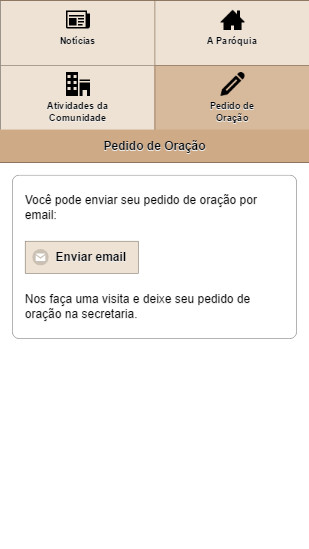 Notícias
A Paróquia
Atividades da
Comunidade
Pedido de
Oração
Pedido de Oração
Você pode enviar seu pedido de oração por
email:
Enviar email
Nos faça uma visita e deixe seu pedido de
oração na secretaria.